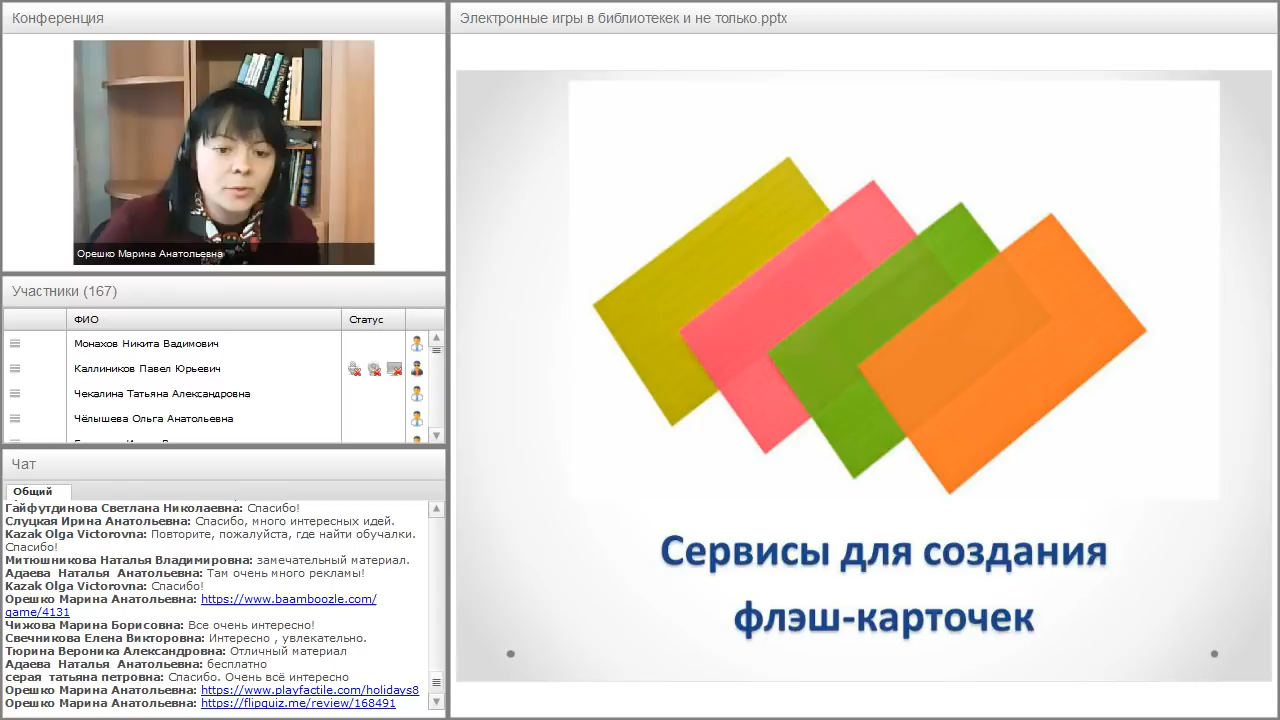 Конференция
Орешко Марина Анатольевна
Участники (167)
ФИО
Статус
Монахов Никита Вадимович
Каллиников Павел Юрьевич
Чекалина Татьяна Александровна
Чёлышева Ольга Анатольевна
Чат
Общий
Гайфутдинова Светлана Николаевна: Спасибо!
Слуцкая Ирина Анатольевна: Спасибо, много интересных идей.
Kazak Olga Victorovna: Повторите, пожалуйста, где найти обучалки.
Спасибо!
Митюшникова Наталья Владимировна: замечательный материал.
Адаева Наталья Анатольевна: Там очень много рекламы!
Kazak Olga Victorovna: Спасибо!
Орешко Марина Анатольевна: https://www.baamboozle.com/
game/4131
Чижова Марина Борисовна: Все очень интересно!
Свечникова Елена Викторовна: Интересно , увлекательно.
Тюрина Вероника Александровна: Отличный материал
Адаева Наталья Анатольевна: бесплатно
серая татьяна петровна: Спасибо. Очень всё интересно
Орешко Марина Анатольевна: https://www.playfactile.com/holidays8
Орешко Марина Анатольевна: https://flipquiz.me/review/168491
Электронные игры в библиотекек и не только.pptx
Сервисы для создания
флэш-карточек